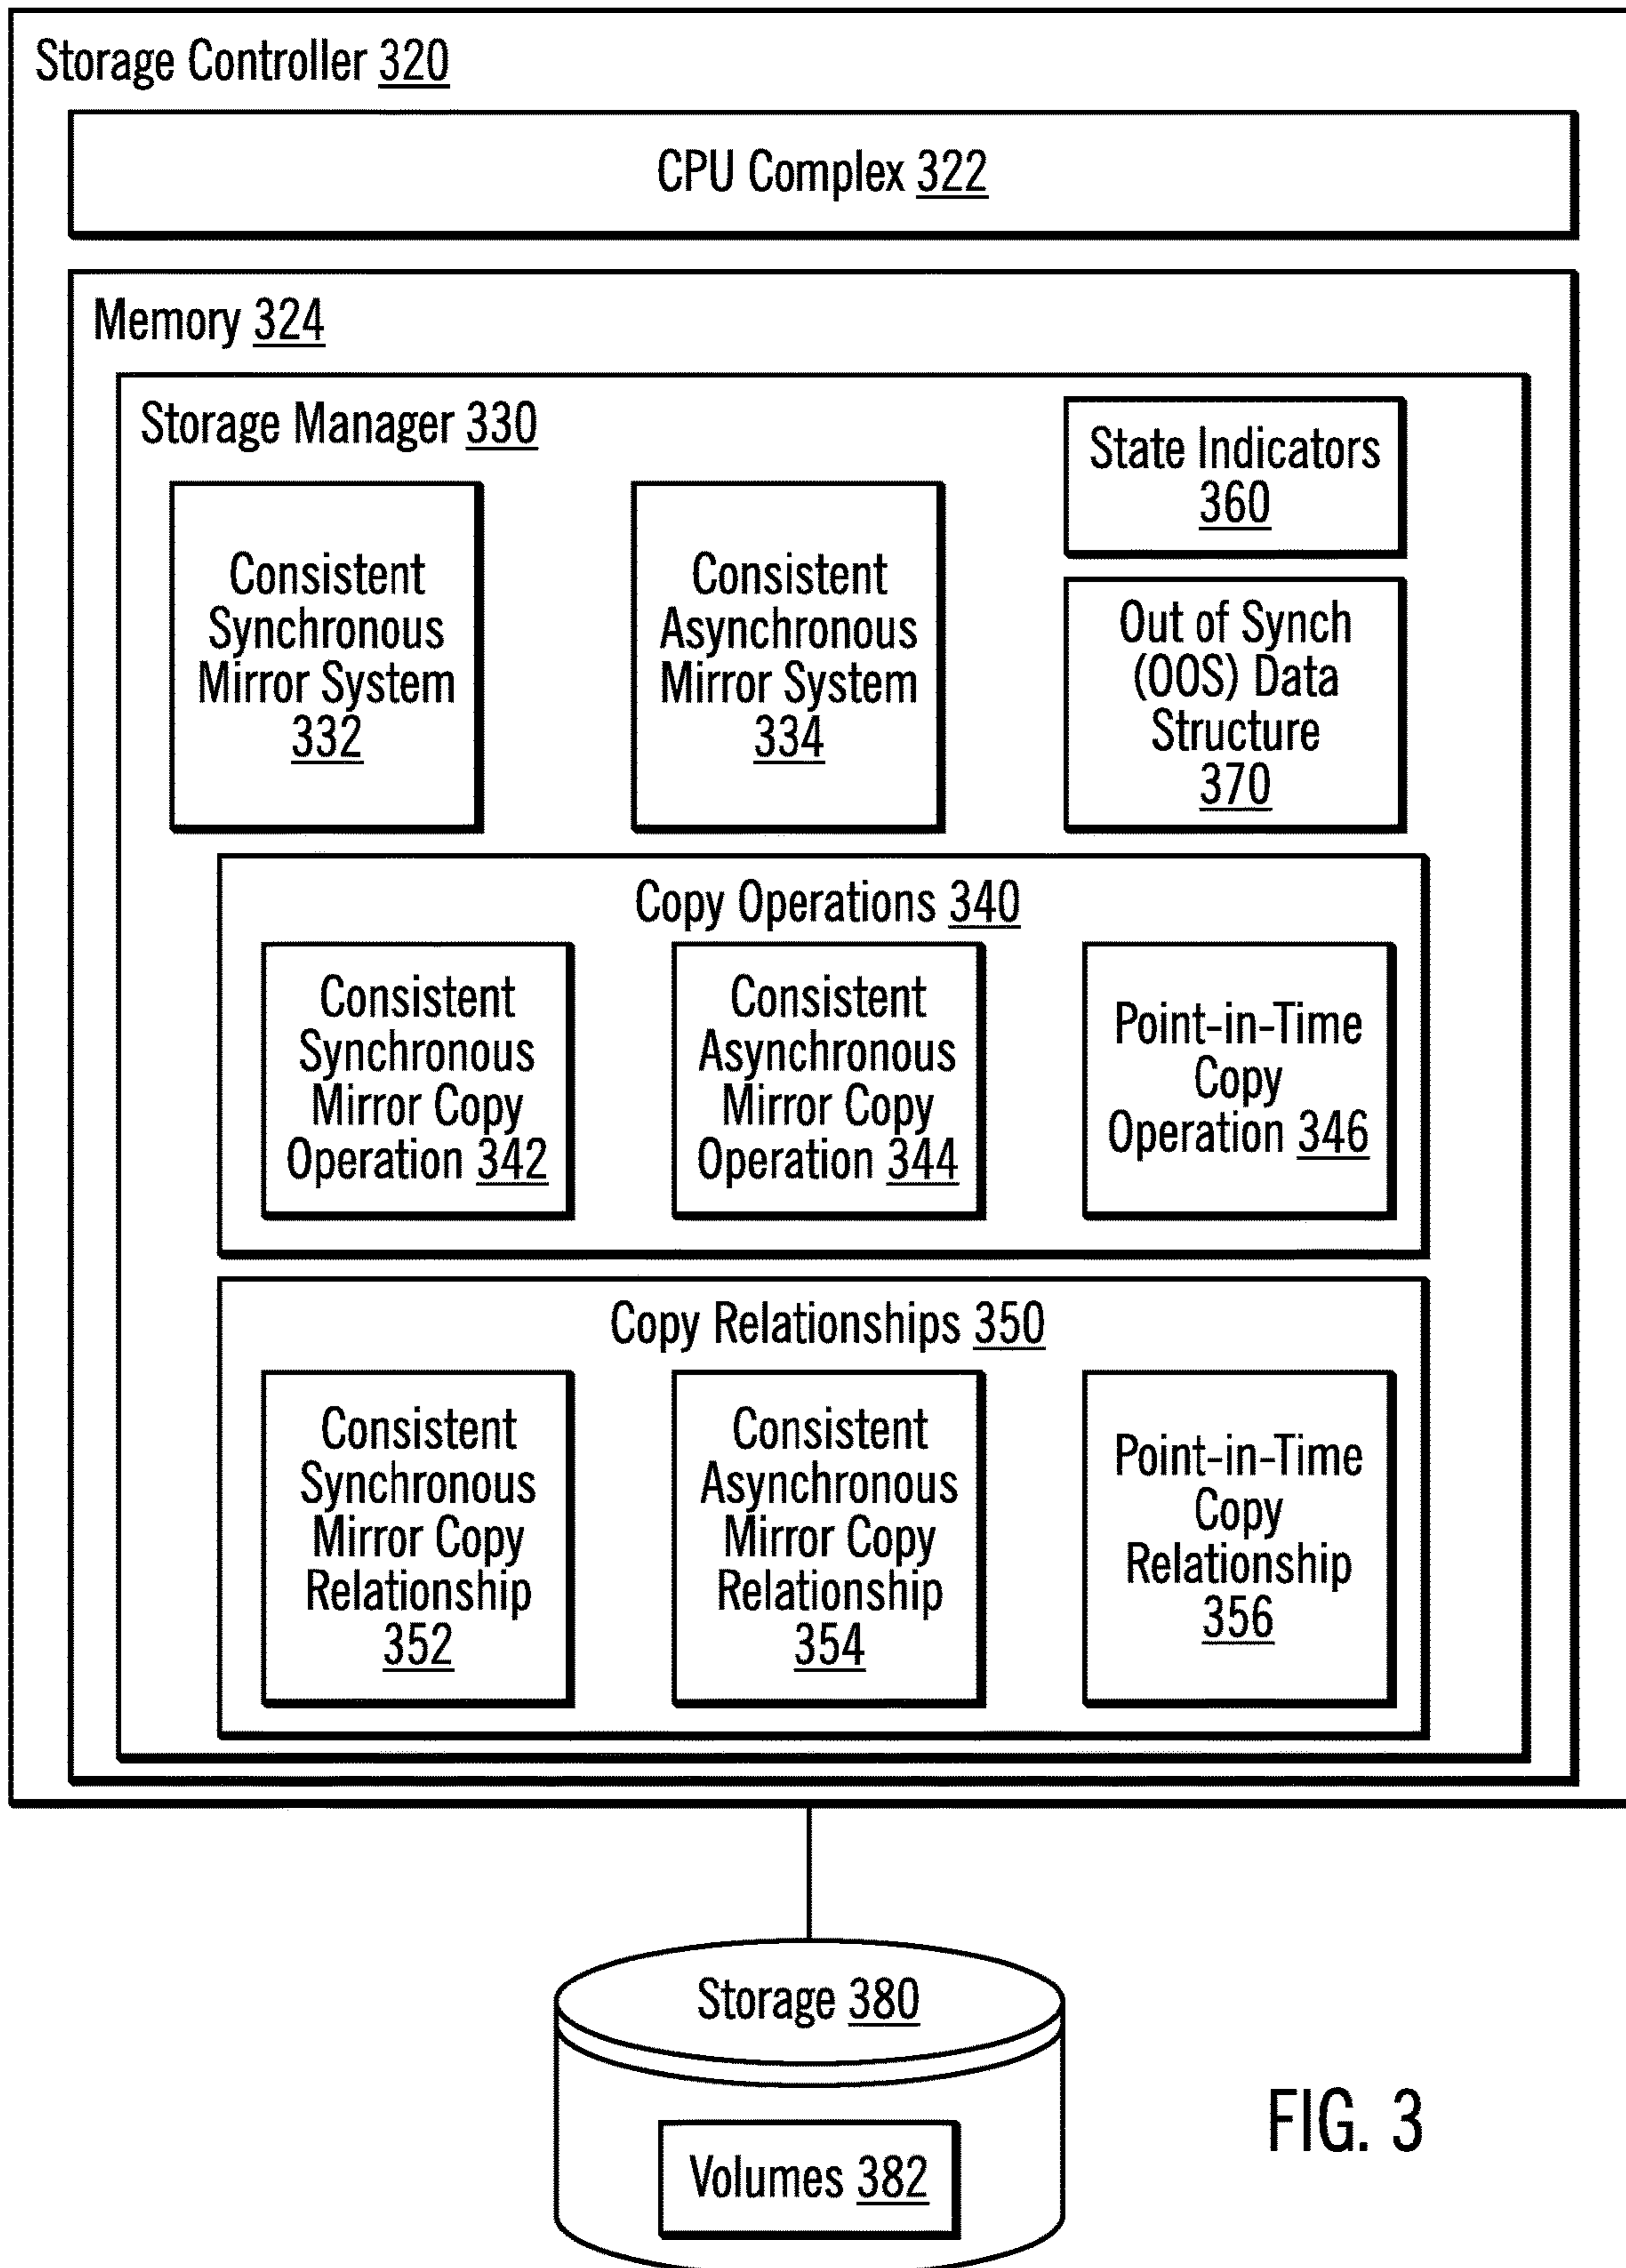 Storage Controller 320
CPU Complex 322
Memory 324
Storage Manager 330
Consistent
Synchronous
Mirror System
332
Consistent
Asynchronous
Mirror System
334
State Indicators
360
Out of Synch
(OOS) Data
Structure
370
Copy Operations 340
Consistent
Synchronous
Mirror Copy
Operation 342
Consistent
Asynchronous
Mirror Copy
Operation 344
Point-in-Time
Copy
Operation 346
Copy Relationships 350
Consistent
Synchronous
Mirror Copy
Relationship
352
Consistent
Asynchronous
Mirror Copy
Relationship
354
Point-in-Time
Copy
Relationship
356
Storage 380
Volumes 382
FIG. 3